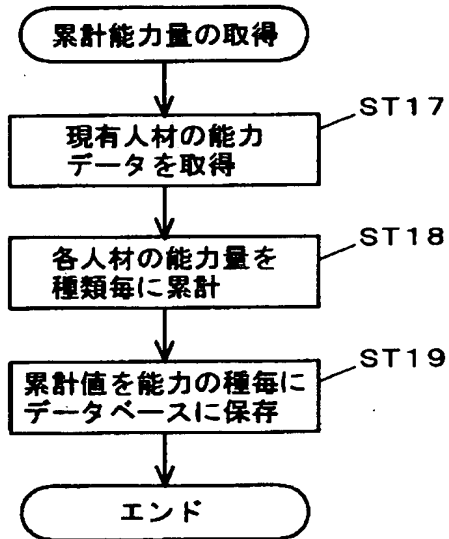 累計能力量の取得
ST17
現有人材の能力
データを取得
ST18
各人材の能力量を
種類毎に累計
ST19
累計値を能力の種毎に
データベースに保存
エンド